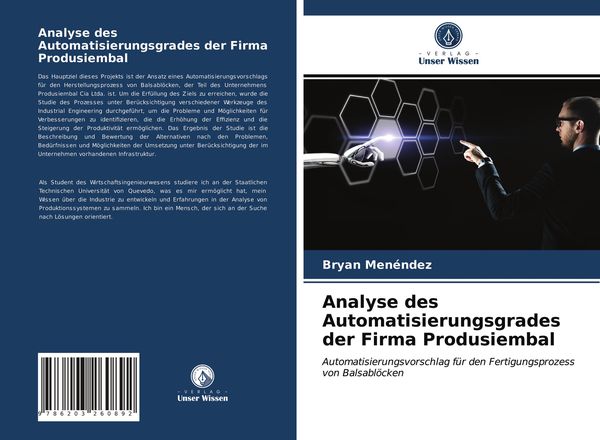 Analyse des
Automatisierungsgrades der Firma
Produsiembal
Das Hauptziel dieses Projekts ist der Ansatz eines Automatisierungsvorschlags
für den Herstellungsprozess von Balsablöcken, der Teil des Unternehmens
Produsiembal Cia Ltda. ist. Um die Erfüllung des Ziels zu erreichen, wurde die
Studie des Prozesses unter Berücksichtigung verschiedener Werkzeuge des
Industrial Engineering durchgeführt, um die Probleme und Möglichkeiten für
Verbesserungen zu identifizieren, die die Erhöhung der Effizienz und die
Steigerung der Produktivität ermöglichen. Das Ergebnis der Studie ist die
Beschreibung und Bewertung der Alternativen nach den Problemen,
Bedürfnissen und Möglichkeiten der Umsetzung unter Berücksichtigung der im
Unternehmen vorhandenen Infrastruktur.
Als Student des Wirtschaftsingenieurwesens studiere ich an der Staatlichen
Technischen Universität von Quevedo, was es mir ermöglicht hat, mein
Wissen über die Industrie zu entwickeln und Erfahrungen in der Analyse von
Produktionssystemen zu sammeln. Ich bin ein Mensch, der sich an der Suche
nach Lösungen orientiert.
9 786203 260892
VERLAG
Unser Wissen
VERLAG
Unser Wissen
Bryan Menéndez
Analyse des
Automatisierungsgrades
der Firma Produsiembal
Automatisierungsvorschlag für den Fertigungsprozess
von Balsablöcken